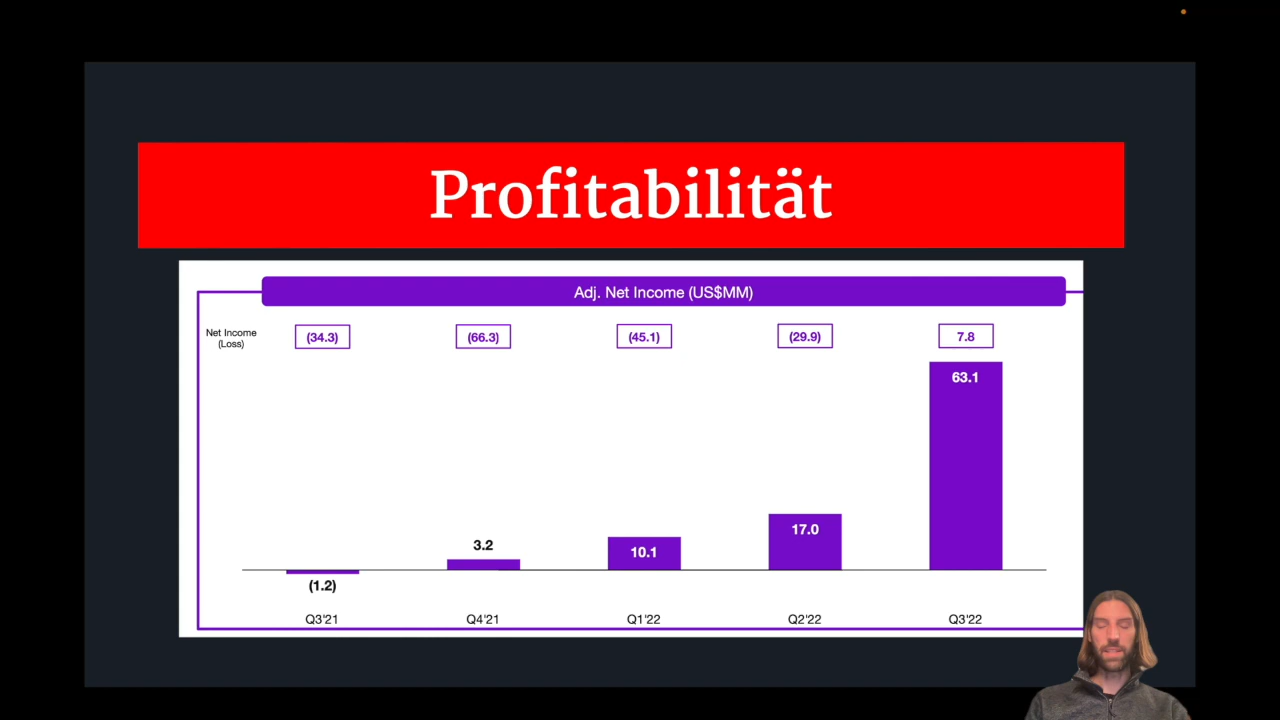 Profitabilität
Adj. Net Income (US$MM)
Net Income
(Loss)
(34.3)
(66.3)
(45.1)
(29.9)
7.8
63.1
17.0
10.1
3.2
(1.2)
Q3'21
Q4'21
Q1'22
Q2'22
Q3'22